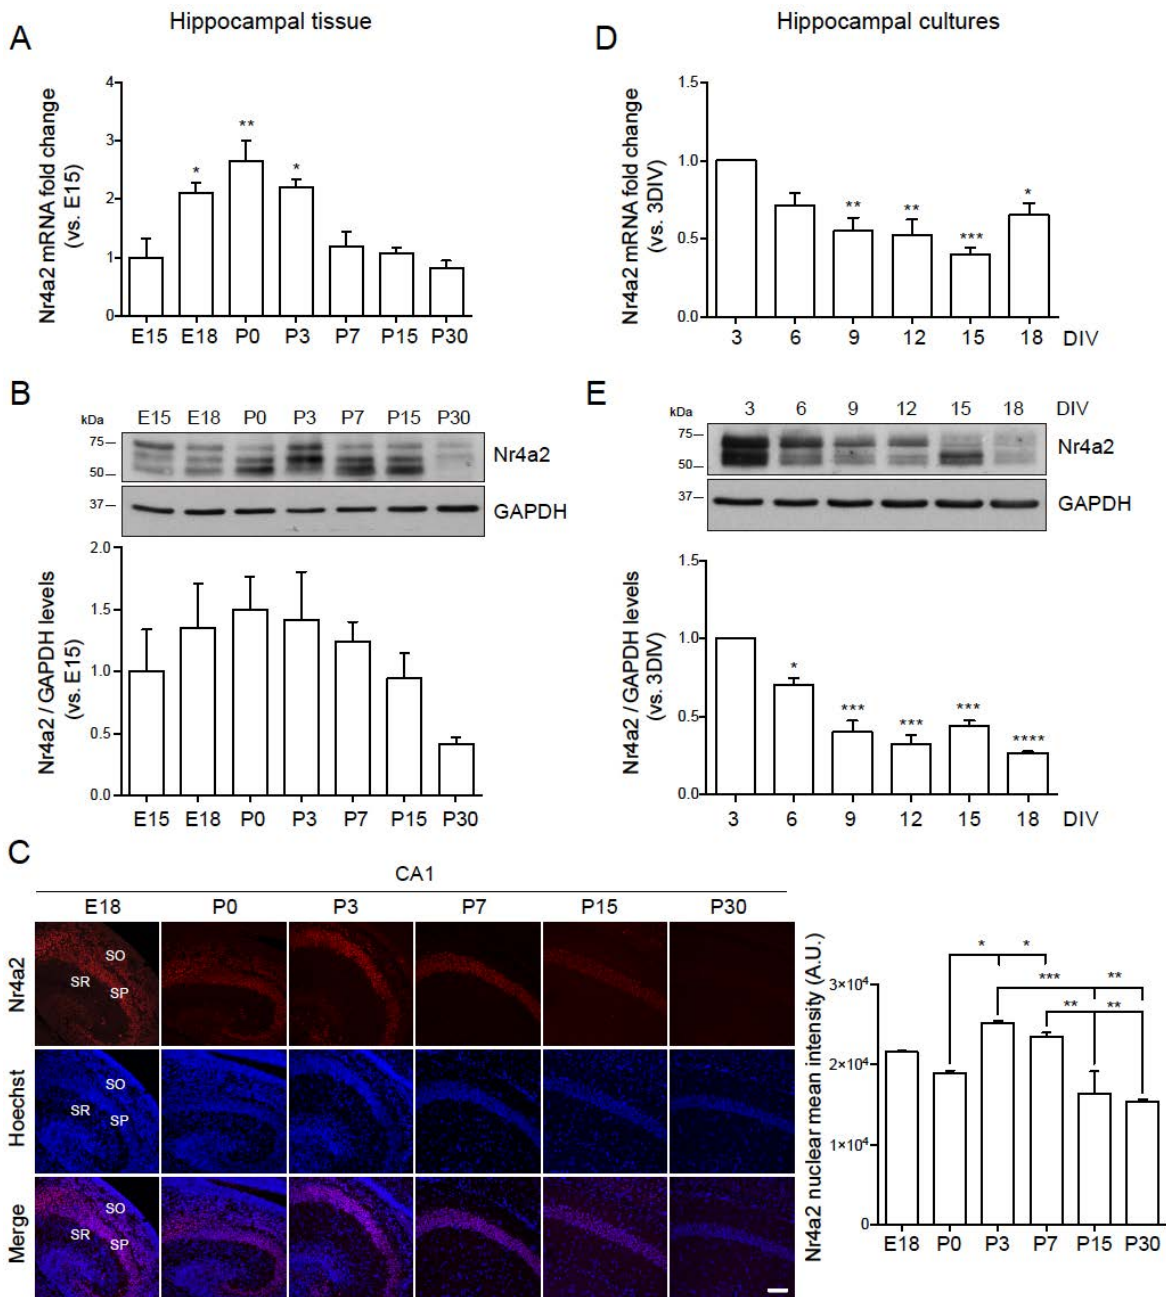 Hippocampal tissue
A
Nr4a2 mRNA fold change
(vs. E15)
4
3
2
1
0
*
**
*
E15 E18 P0 P3 P7 P15 P30
B
kDa
E15 E18 P0 P3 P7 P15 P30
75
50
Nr4a2
37
GAPDH
Nr4a2 / GAPDH levels
(vs. E15)
2.0
1.5
1.0
0.5
0.0
E15 E18 P0 P3 P7 P15 P30
Hippocampal cultures
D
Nr4a2 mRNA fold change
(vs. 3DIV)
1.5
1.0
0.5
0.0
**
**
***
*
3 6 9 12 15 18 DIV
E
kDa
3 6 9 12 15 18 DIV
75
50
Nr4a2
37
GAPDH
Nr4a2 / GAPDH levels
(vs. 3DIV)
1.5
1.0
0.5
0.0
*
***
***
***
****
3 6 9 12 15 18 DIV
C
CA1
E18 P0 P3 P7 P15 P30
Nr4a2
SO
SR
SP
Hoechst
SO
SR
SP
Merge
SO
SR
SP
Nr4a2 nuclear mean intensity (A.U.)
3×10⁴
2×10⁴
1×10⁴
0
* *
*** **
** **
E18 P0 P3 P7 P15 P30